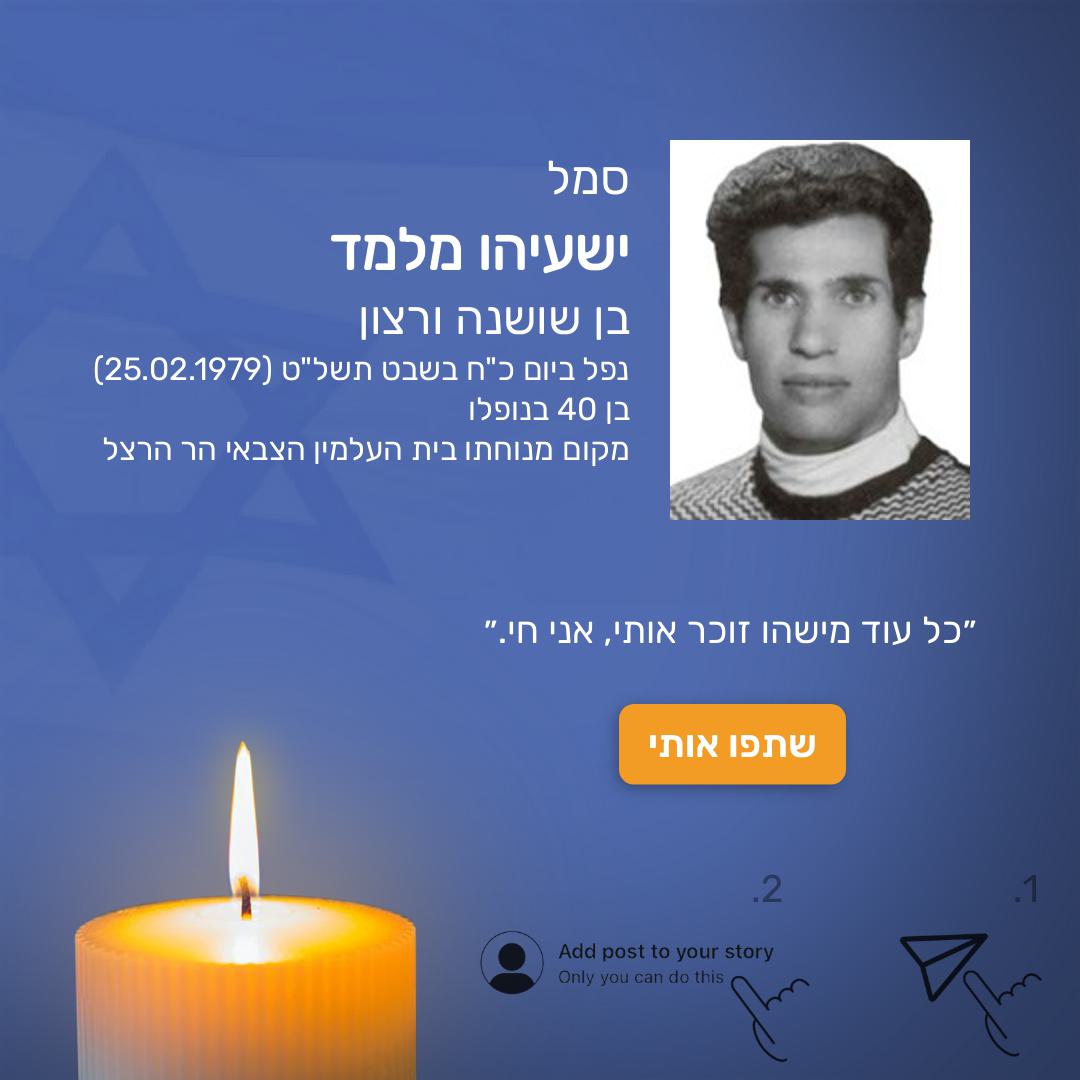 סמל
ישעיהו מלמד
בן שושנה ורצון
נפל ביום כ"ח בשבט תשל"ט (25.02.1979)
בן 40 בנופלו
מקום מנוחתו בית העלמין הצבאי הר הרצל
״כל עוד מישהו זוכר אותי, אני חי.״
שתפו אותי
1.
2.
Add post to your story
Only you can do this